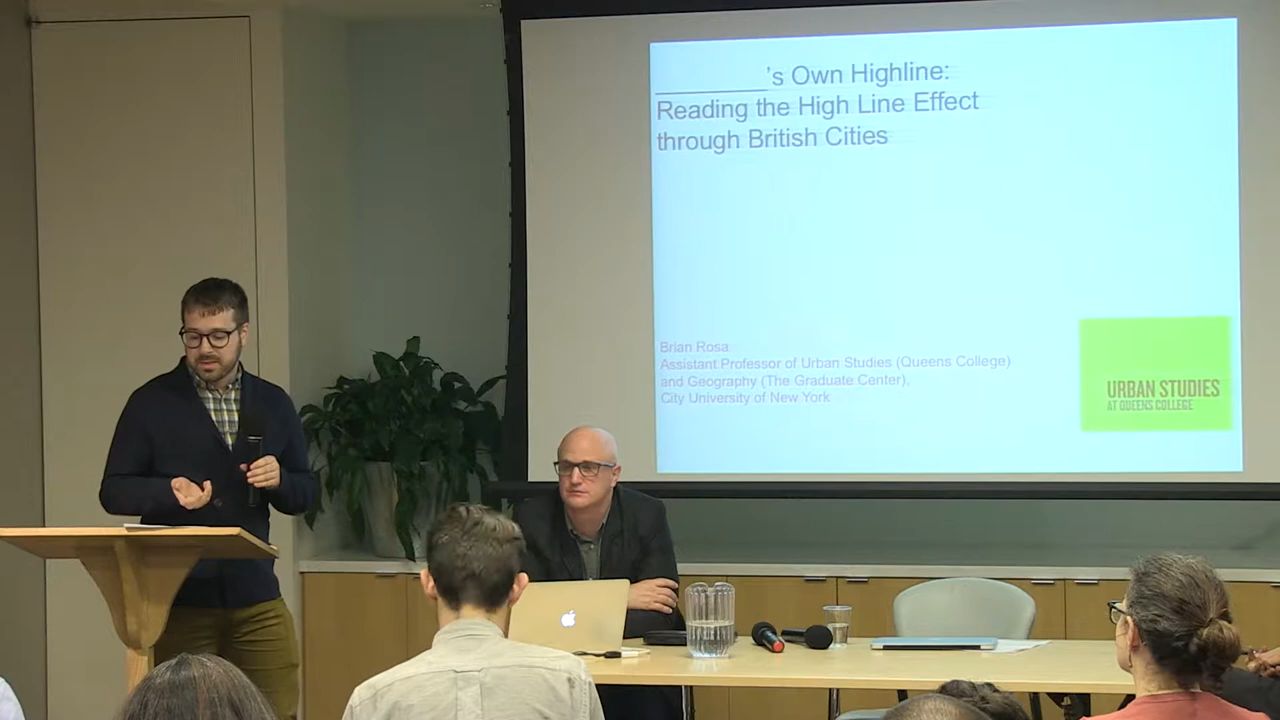 ________'s Own Highline:
Reading the High Line Effect
through British Cities
Brian Rosa
Assistant Professor of Urban Studies (Queens College)
and Geography (The Graduate Center),
City University of New York
URBAN STUDIES
AT QUEENS COLLEGE